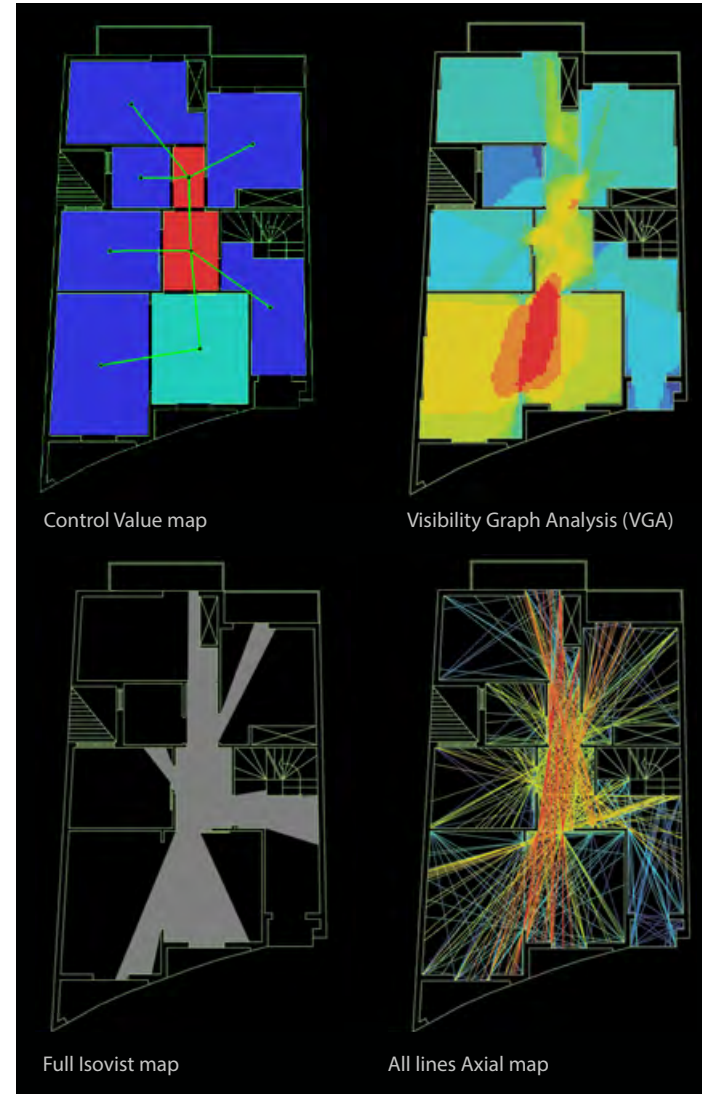 Control Value map
Visibility Graph Analysis (VGA)
Full Isovist map
All lines Axial map